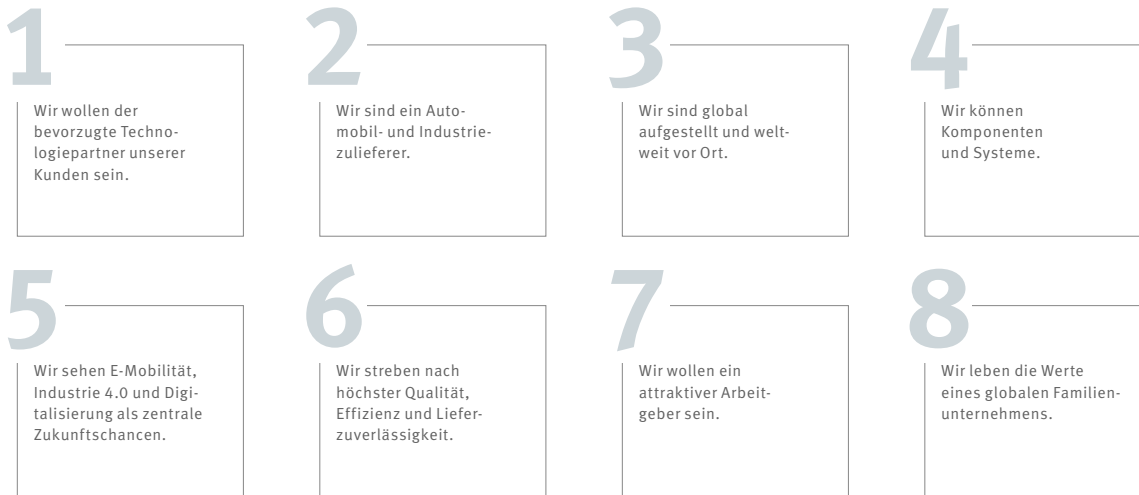 1
Wir wollen der
bevorzugte Techno-
logiepartner unserer
Kunden sein.
2
Wir sind ein Auto-
mobil- und Industrie-
zulieferer.
3
Wir sind global
aufgestellt und welt-
weit vor Ort.
4
Wir können
Komponenten
und Systeme.
5
Wir sehen E-Mobilität,
Industrie 4.0 und Digi-
talisierung als zentrale
Zukunftschancen.
6
Wir streben nach
höchster Qualität,
Effizienz und Liefer-
zuverlässigkeit.
7
Wir wollen ein
attraktiver Arbeit-
geber sein.
8
Wir leben die Werte
eines globalen Familien-
unternehmens.